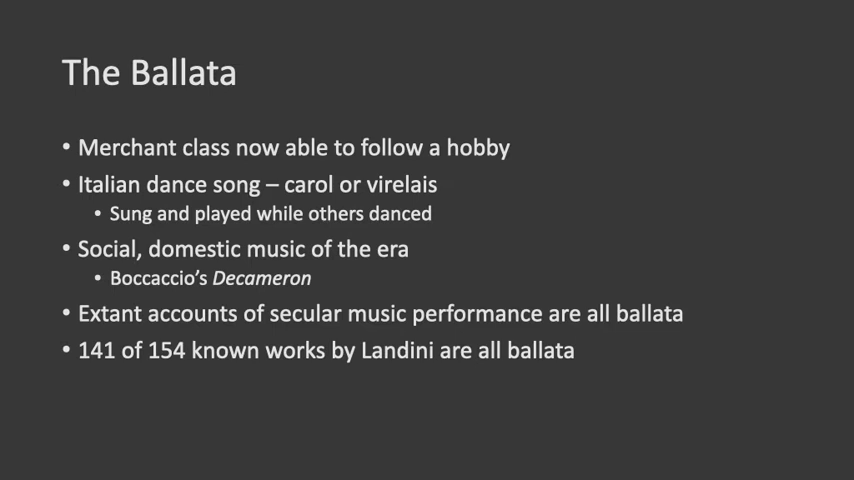 The Ballata
• Merchant class now able to follow a hobby
• Italian dance song – carol or virelais
• Sung and played while others danced
• Social, domestic music of the era
• Boccaccio's Decameron
• Extant accounts of secular music performance are all ballata
• 141 of 154 known works by Landini are all ballata